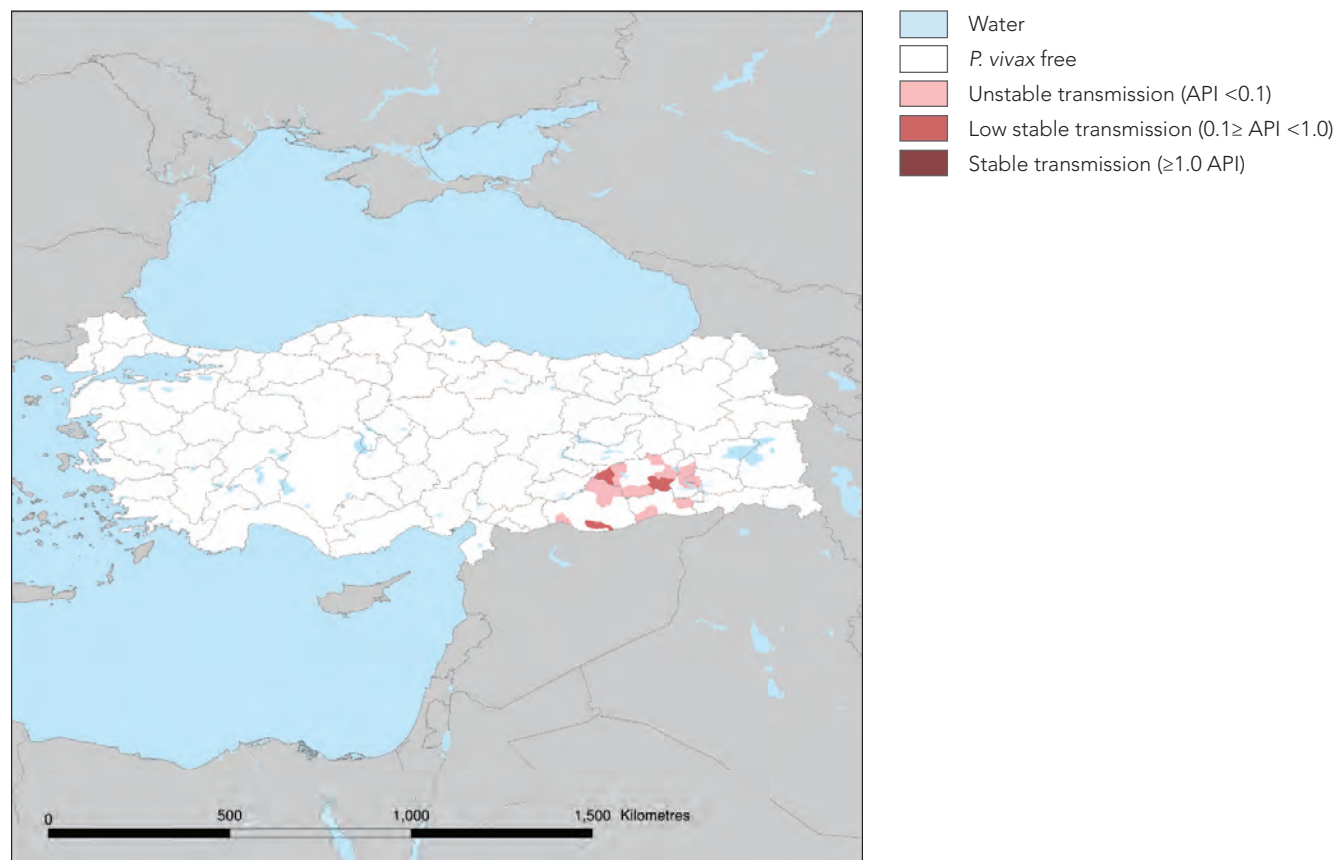 Water
P. vivax free
Unstable transmission (API <0.1)
Low stable transmission (0.1≥ API <1.0)
Stable transmission (≥1.0 API)
0 500 1,000 1,500 Kilometres